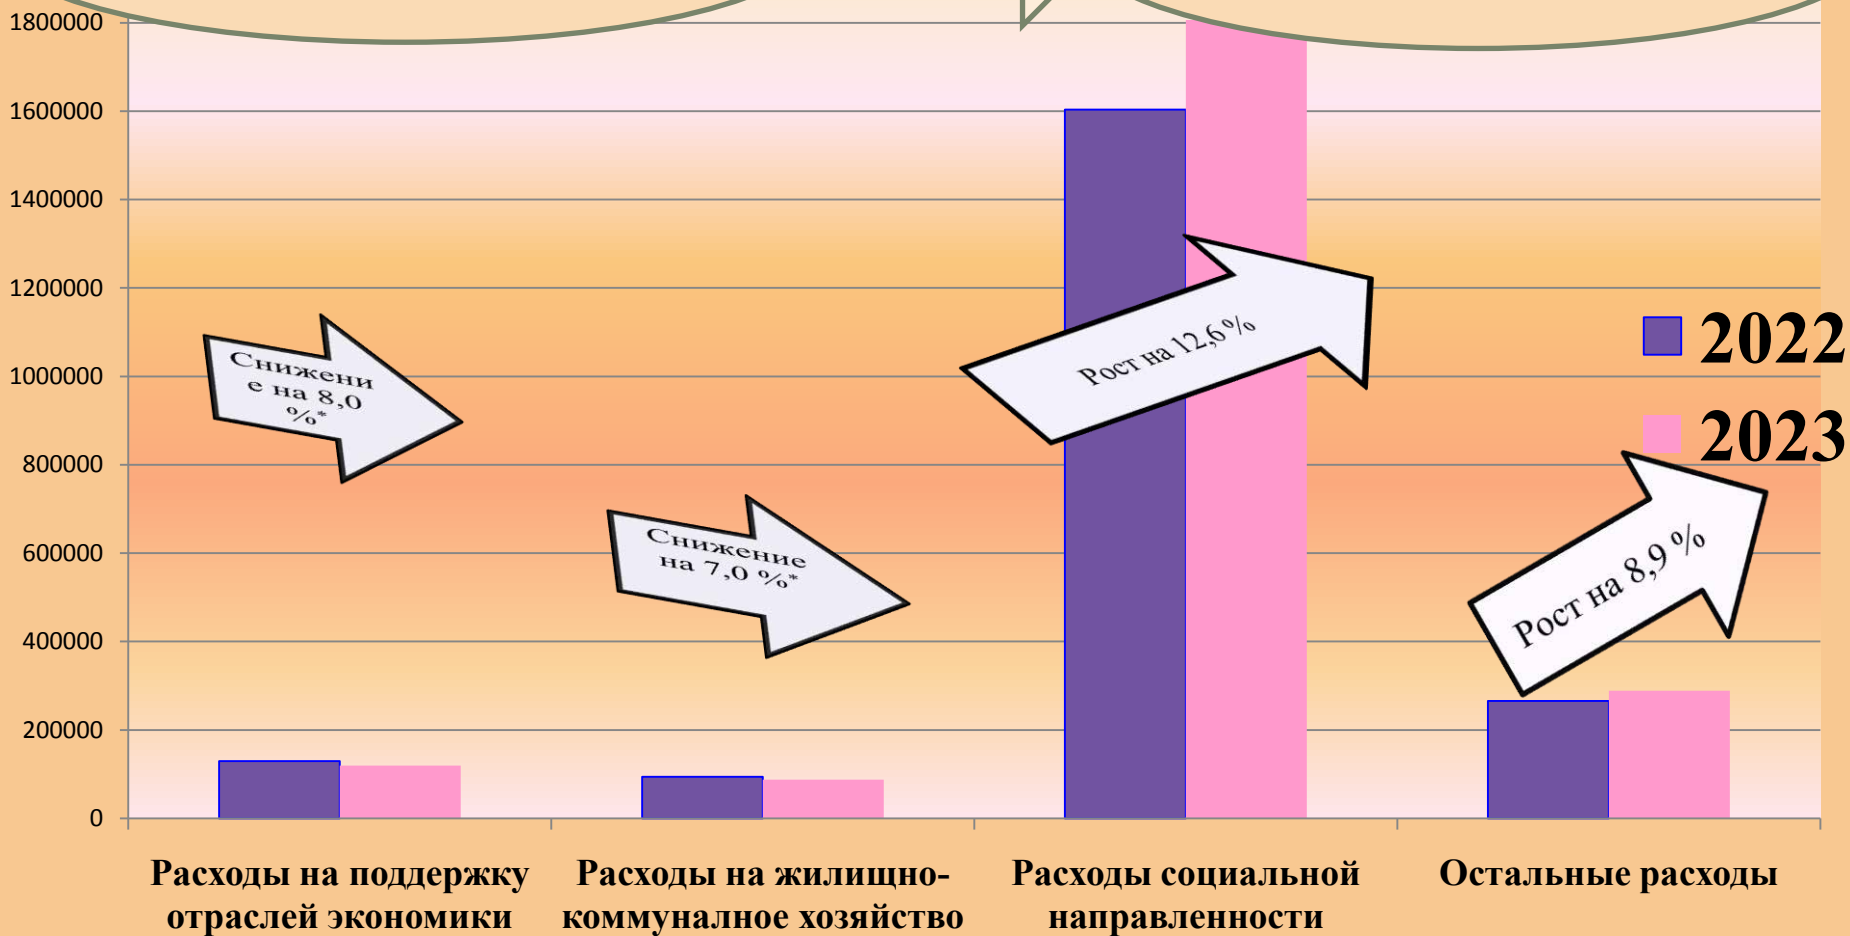 1800000
1600000
1400000
1200000
1000000
800000
600000
400000
200000
0
Снижени
е на 8,0
%*
Снижение
на 7,0 %*
Рост на 12,6 %
Рост на 8,9 %
2022
2023
Расходы на поддержку
отраслей экономики
Расходы на жилищно-
коммуналное хозяйство
Расходы социальной
направленности
Остальные расходы